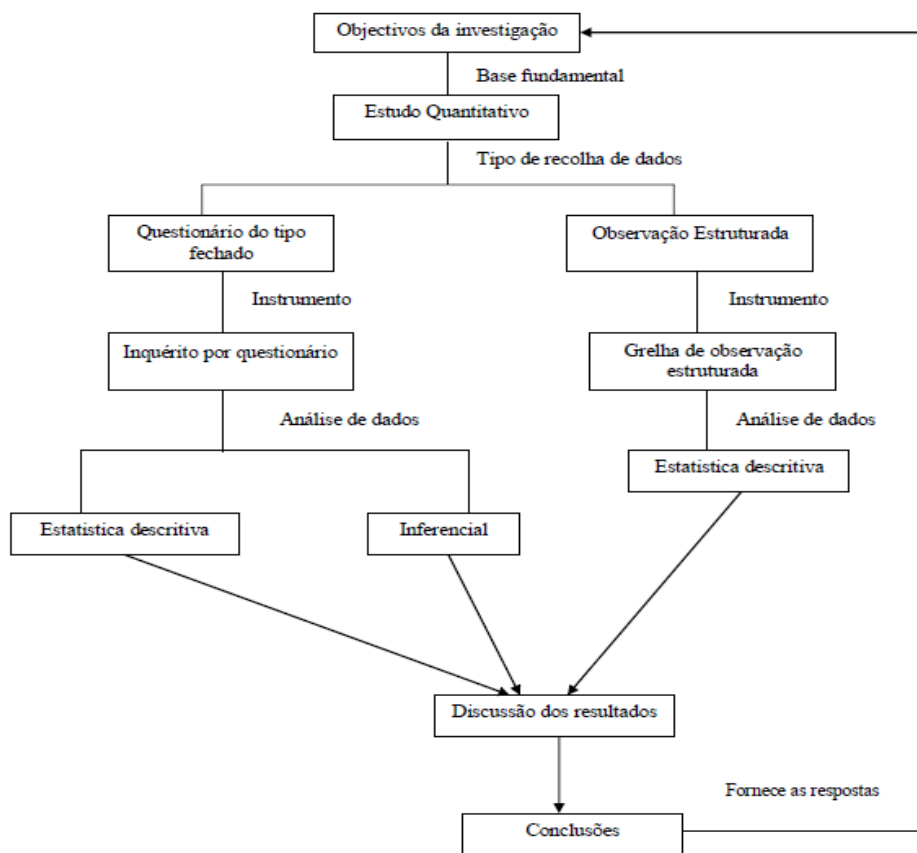 Objectivos da investigação
Base fundamental
Estudo Quantitativo
Tipo de recolha de dados
Questionário do tipo
fechado
Observação Estruturada
Instrumento
Instrumento
Inquérito por questionário
Grelha de observação
estruturada
Análise de dados
Análise de dados
Estatistica descritiva
Estatistica descritiva
Inferencial
Discussão dos resultados
Fornece as respostas
Conclusões